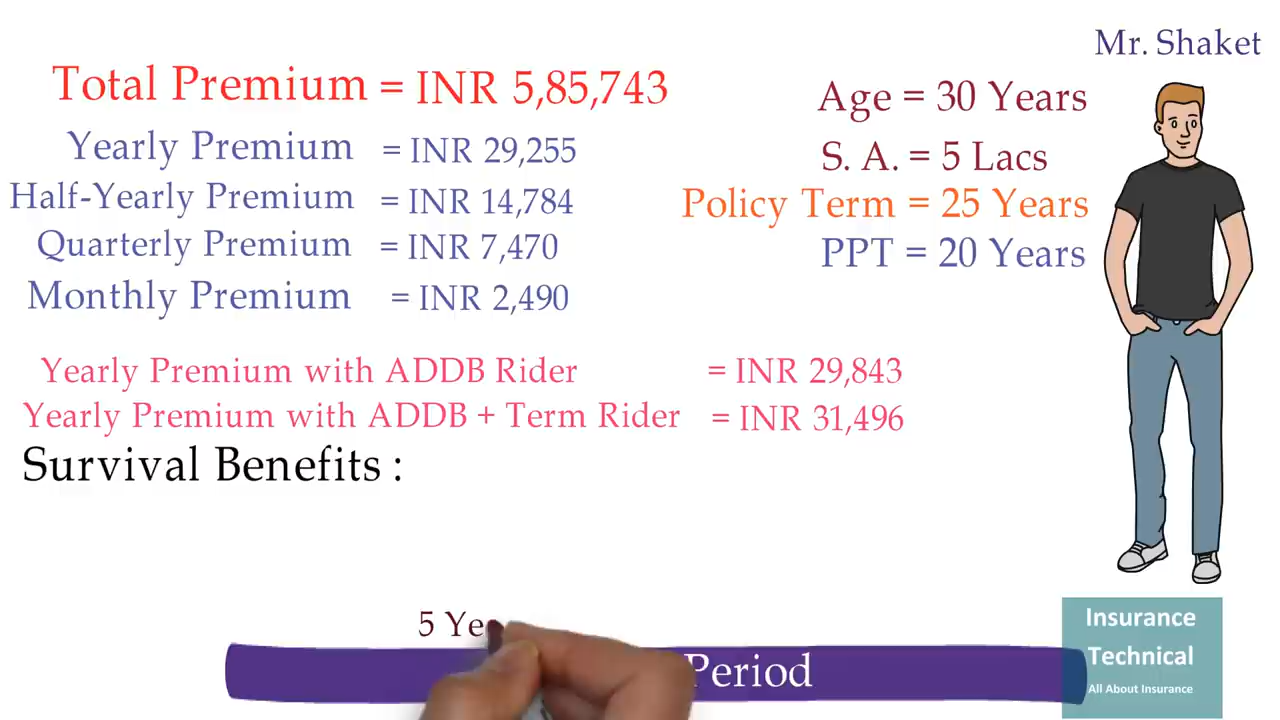 Mr. Shaket
Total Premium = INR 5,85,743
Yearly Premium = INR 29,255
Half-Yearly Premium = INR 14,784
Quarterly Premium = INR 7,470
Monthly Premium = INR 2,490
Age = 30 Years
S. A. = 5 Lacs
Policy Term = 25 Years
PPT = 20 Years
Yearly Premium with ADDB Rider = INR 29,843
Yearly Premium with ADDB + Term Rider = INR 31,496
Survival Benefits :
5 Ye
Period
Insurance
Technical
All About Insurance